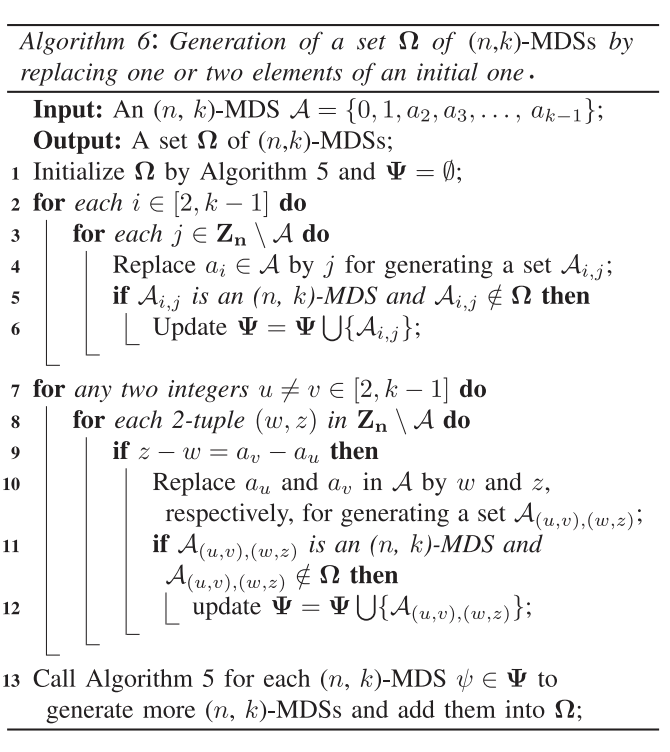 Algorithm 6: Generation of a set Ω of (n,k)-MDSs by
replacing one or two elements of an initial one.
Input: An (n, k)-MDS 𝒜 = {0, 1, a₂, a₃, . . . , aₖ₋₁};
Output: A set Ω of (n,k)-MDSs;
1 Initialize Ω by Algorithm 5 and Ψ = ∅;
2 for each i ∈ [2, k − 1] do
3 for each j ∈ Zₙ \ 𝒜 do
4 Replace aᵢ ∈ 𝒜 by j for generating a set 𝒜ᵢ,ⱼ;
5 if 𝒜ᵢ,ⱼ is an (n, k)-MDS and 𝒜ᵢ,ⱼ ∉ Ω then
6 Update Ψ = Ψ ⋃{𝒜ᵢ,ⱼ};
7 for any two integers u ≠ v ∈ [2, k − 1] do
8 for each 2-tuple (w, z) in Zₙ \ 𝒜 do
9 if z − w = aᵥ − aᵤ then
10 Replace aᵤ and aᵥ in 𝒜 by w and z,
respectively, for generating a set 𝒜₍u,v₎,₍w,z₎;
11 if 𝒜₍u,v₎,₍w,z₎ is an (n, k)-MDS and
𝒜₍u,v₎,₍w,z₎ ∉ Ω then
12 update Ψ = Ψ ⋃{𝒜₍u,v₎,₍w,z₎};
13 Call Algorithm 5 for each (n, k)-MDS ψ ∈ Ψ to
generate more (n, k)-MDSs and add them into Ω;